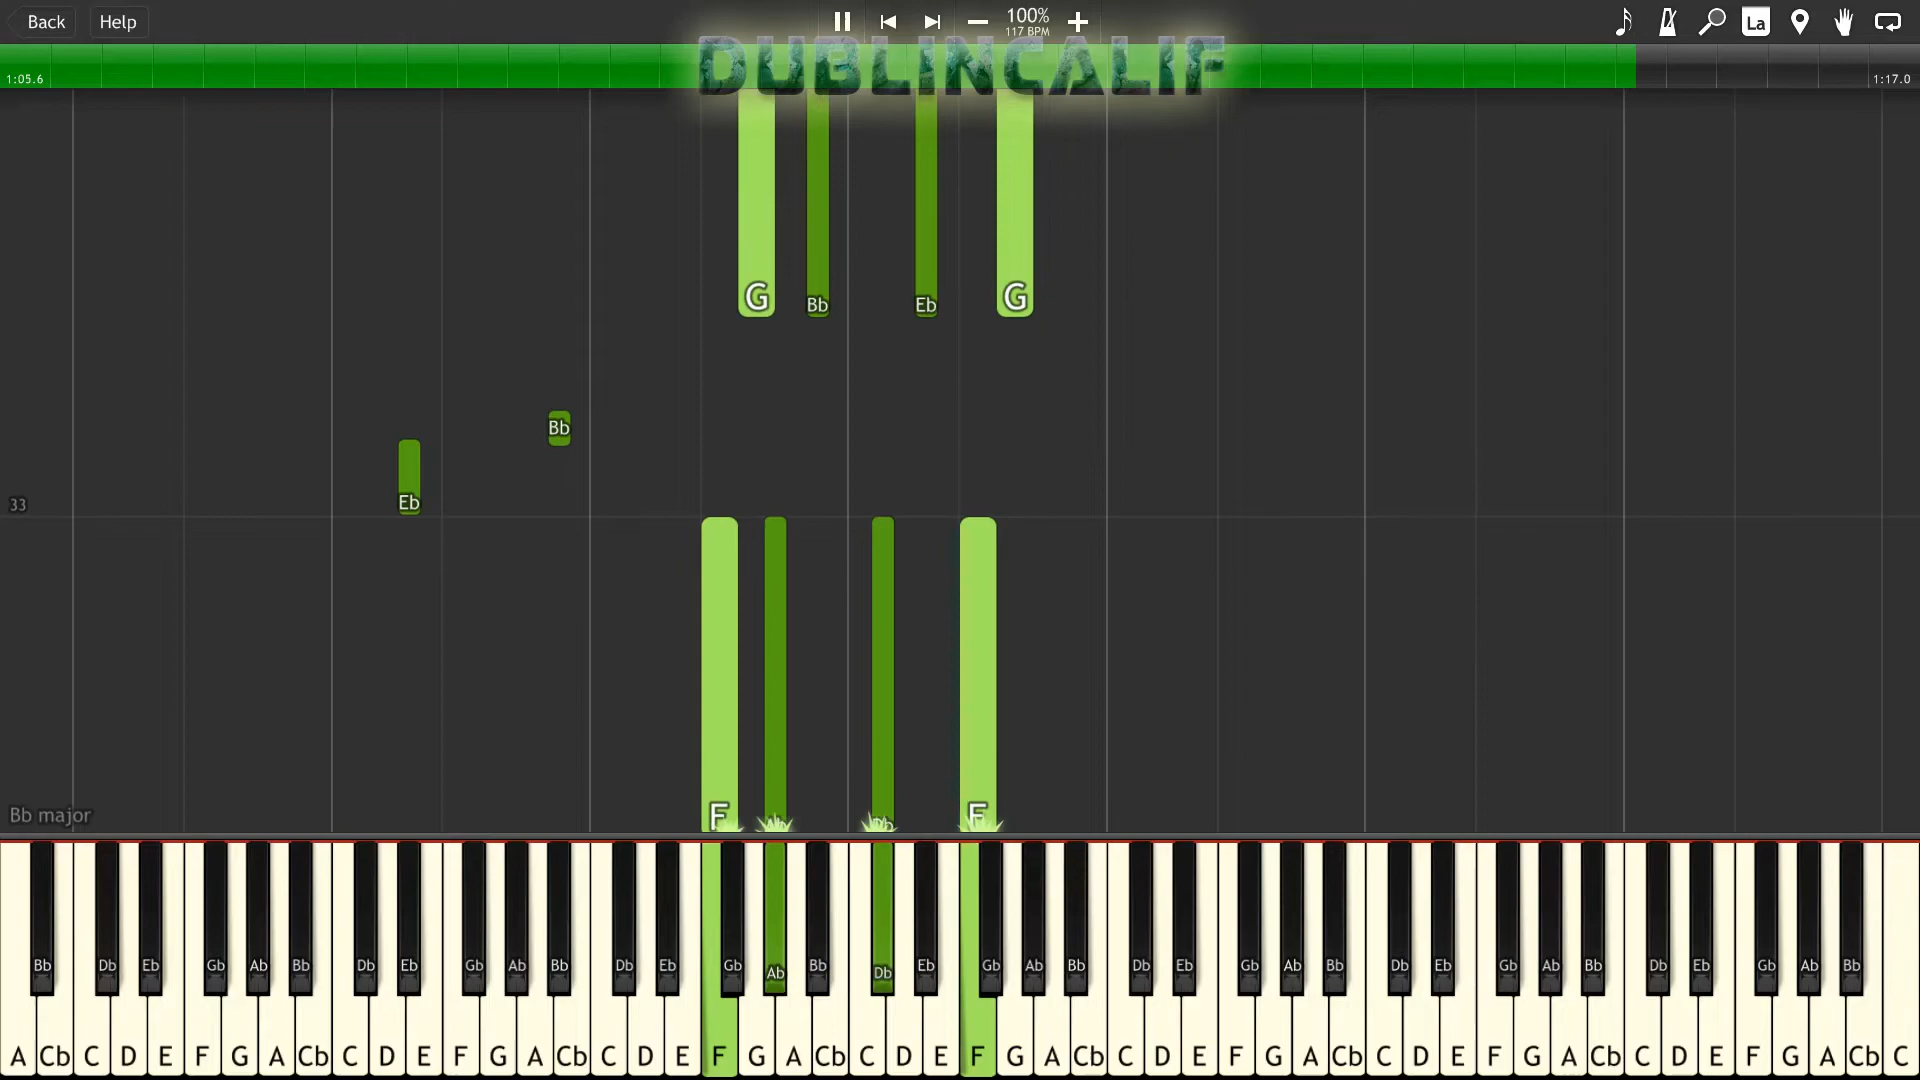 Back Help 100%
117 BPM La
DUBLINCALIF
1:05.6 1:17.0
G Bb Eb G
Bb
Eb
33
F Ab Db F
Bb major
Bb Db Eb Gb Ab Bb Db Eb Gb Ab Bb Db Eb Gb Ab Bb Db Eb Gb Ab Bb Db Eb Gb Ab Bb Db Eb Gb Ab Bb Db Eb Gb Ab Bb
A Cb C D E F G A Cb C D E F G A Cb C D E F G A Cb C D E F G A Cb C D E F G A Cb C D E F G A Cb C D E F G A Cb C